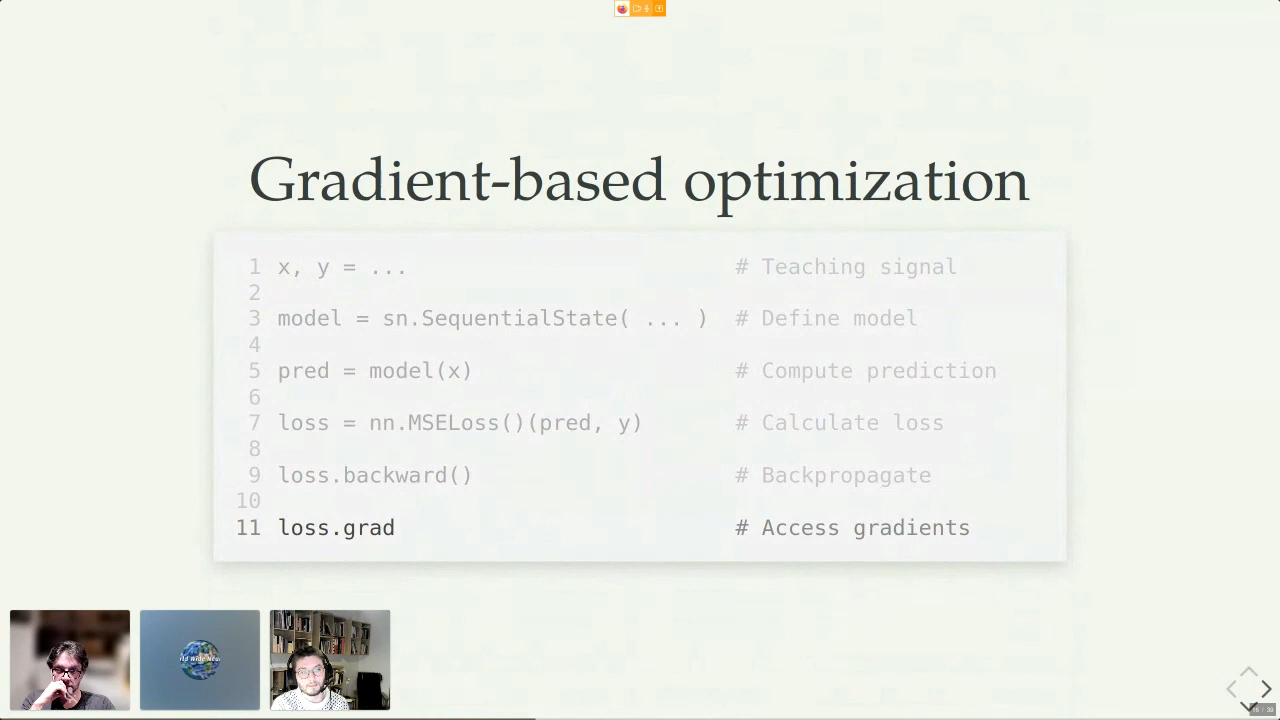 Gradient-based optimization
1 x, y = ... # Teaching signal
2
3 model = sn.SequentialState( ... ) # Define model
4
5 pred = model(x) # Compute prediction
6
7 loss = nn.MSELoss()(pred, y) # Calculate loss
8
9 loss.backward() # Backpropagate
10
11 loss.grad # Access gradients